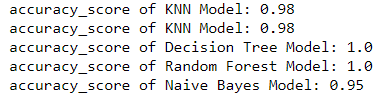 accuracy_score of KNN Model: 0.98
accuracy_score of KNN Model: 0.98
accuracy_score of Decision Tree Model: 1.0
accuracy_score of Random Forest Model: 1.0
accuracy_score of Naive Bayes Model: 0.95